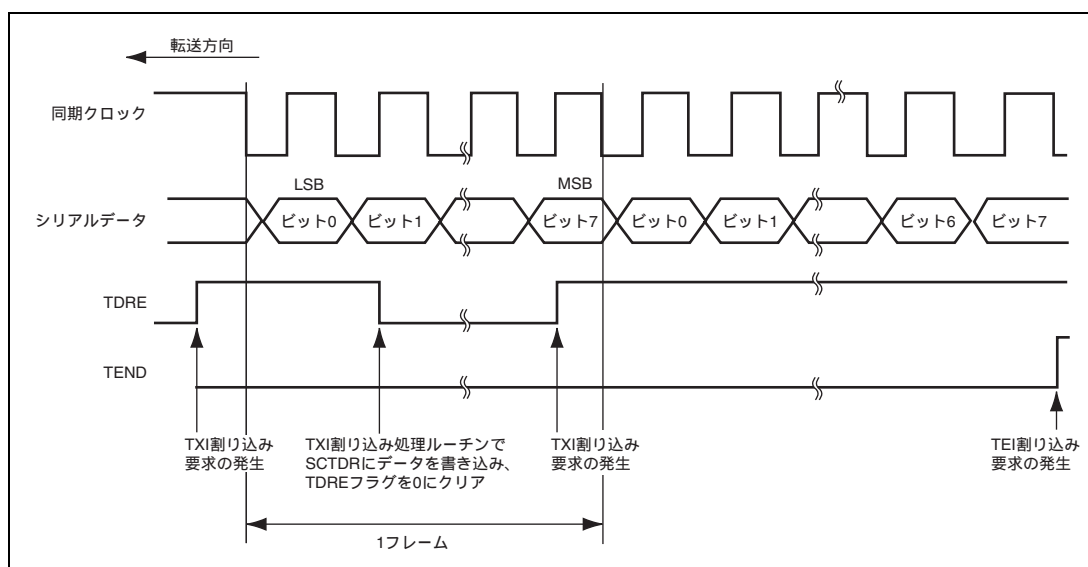 転送方向
同期クロック
LSB
MSB
シリアルデータ
ビット0
ビット1
ビット7
ビット0
ビット1
ビット6
ビット7
TDRE
TEND
TXI割り込み
要求の発生
TXI割り込み処理ルーチンで
SCTDRにデータを書き込み、
TDREフラグを0にクリア
TXI割り込み
要求の発生
TEI割り込み
要求の発生
1フレーム